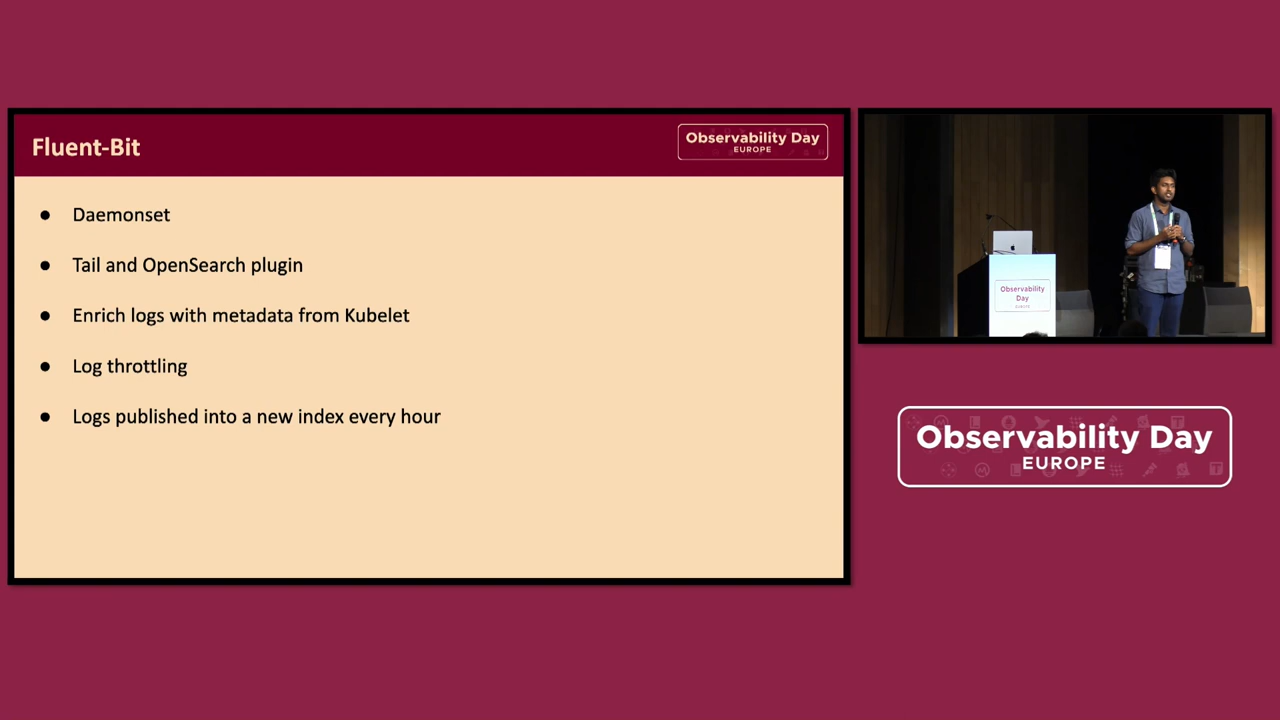 Fluent-Bit
Observability Day
EUROPE
● Daemonset
● Tail and OpenSearch plugin
● Enrich logs with metadata from Kubelet
● Log throttling
● Logs published into a new index every hour
Observability
Day
EUROPE
Observability Day
EUROPE